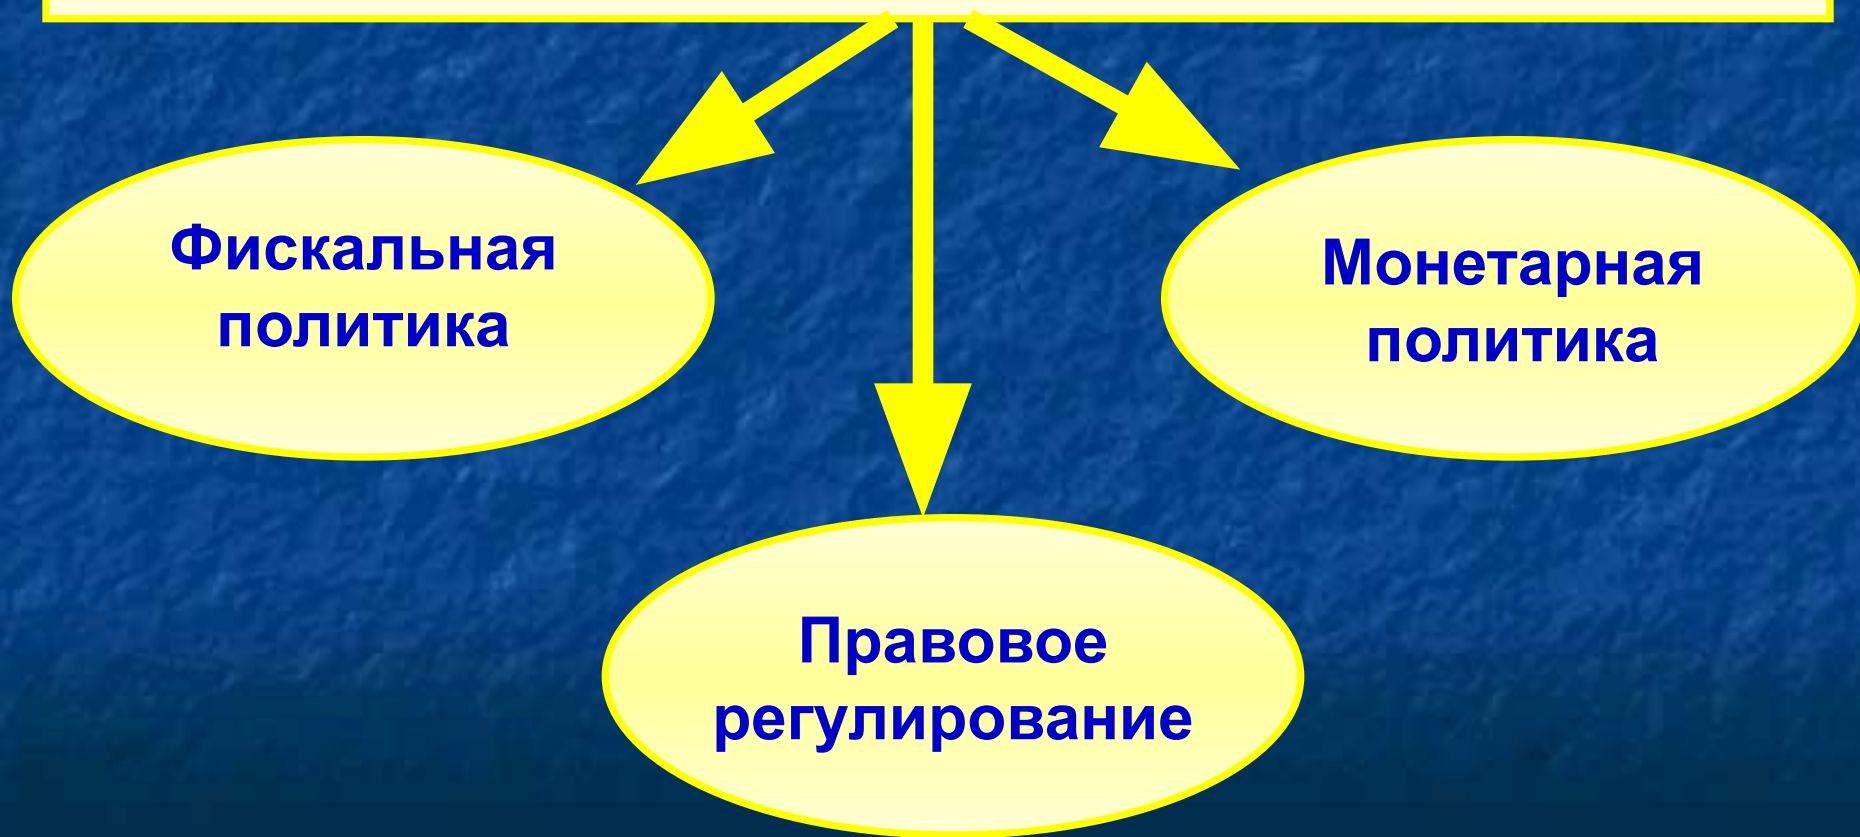 Фискальная
политика
Монетарная
политика
Правовое
регулирование